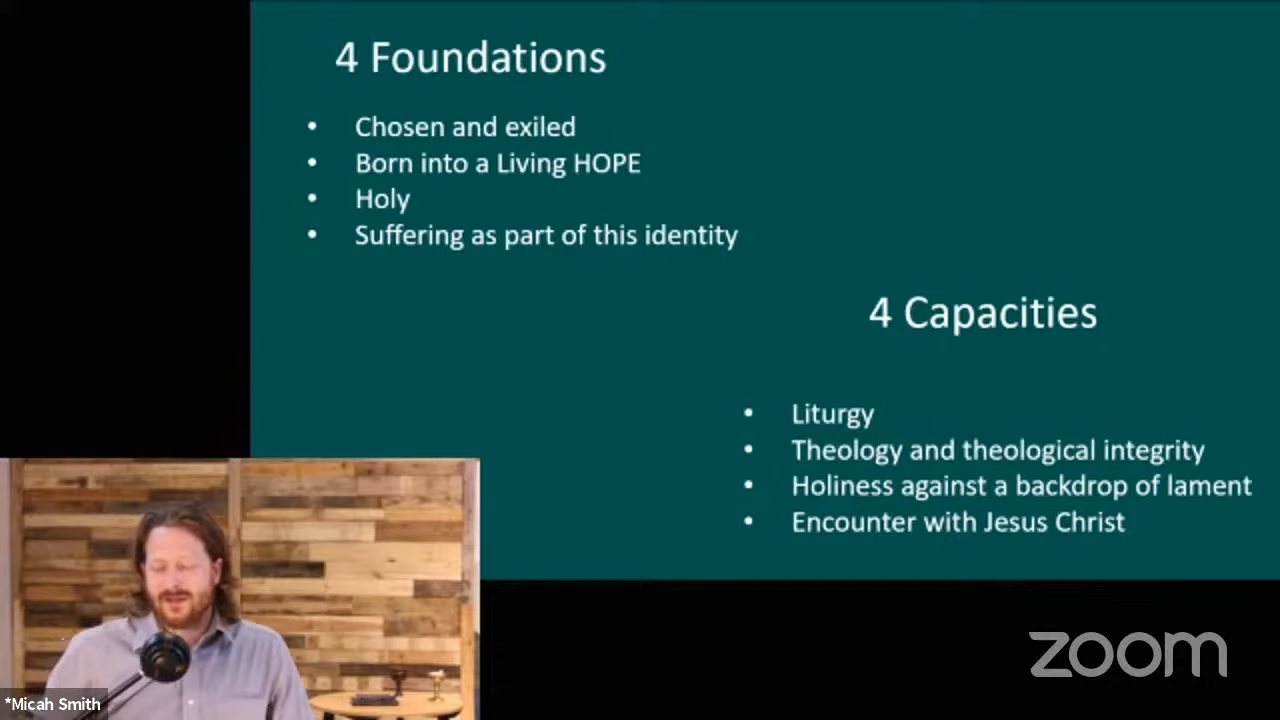 4 Foundations
• Chosen and exiled
• Born into a Living HOPE
• Holy
• Suffering as part of this identity
4 Capacities
• Liturgy
• Theology and theological integrity
• Holiness against a backdrop of lament
• Encounter with Jesus Christ
*Micah Smith
zoom